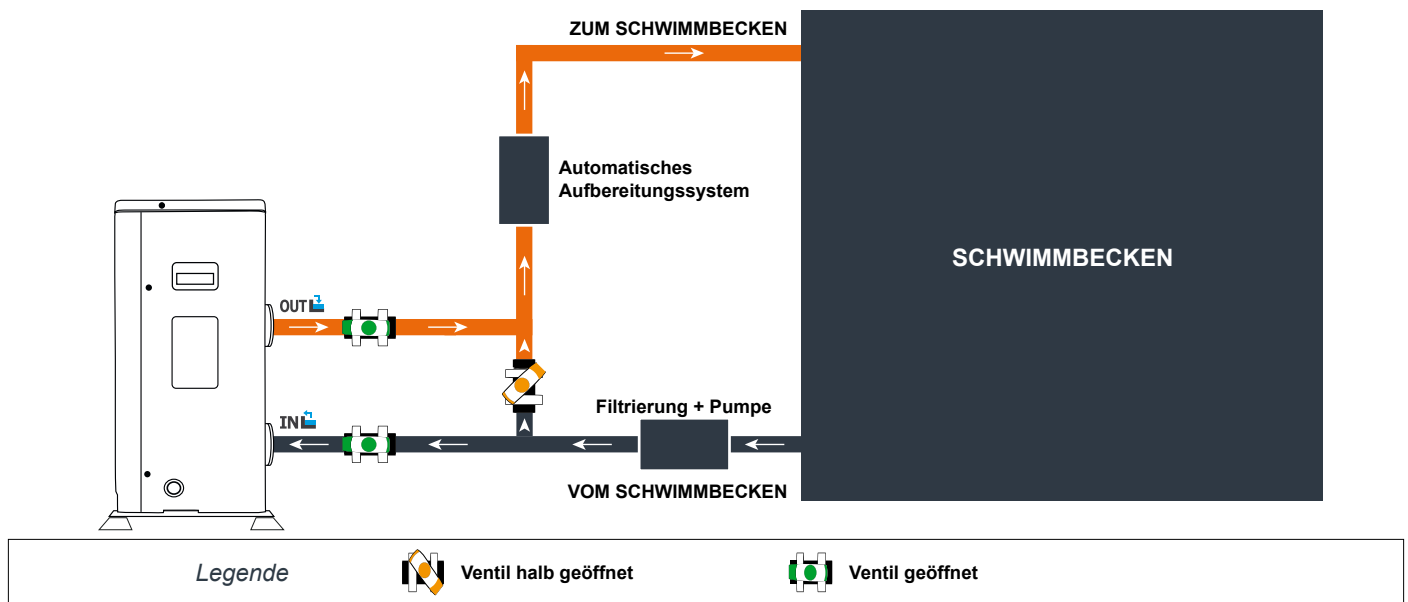 ZUM SCHWIMMBECKEN
Automatisches
Aufbereitungssystem
SCHWIMMBECKEN
OUT
IN
Filtrierung + Pumpe
VOM SCHWIMMBECKEN
Legende
Ventil halb geöffnet
Ventil geöffnet